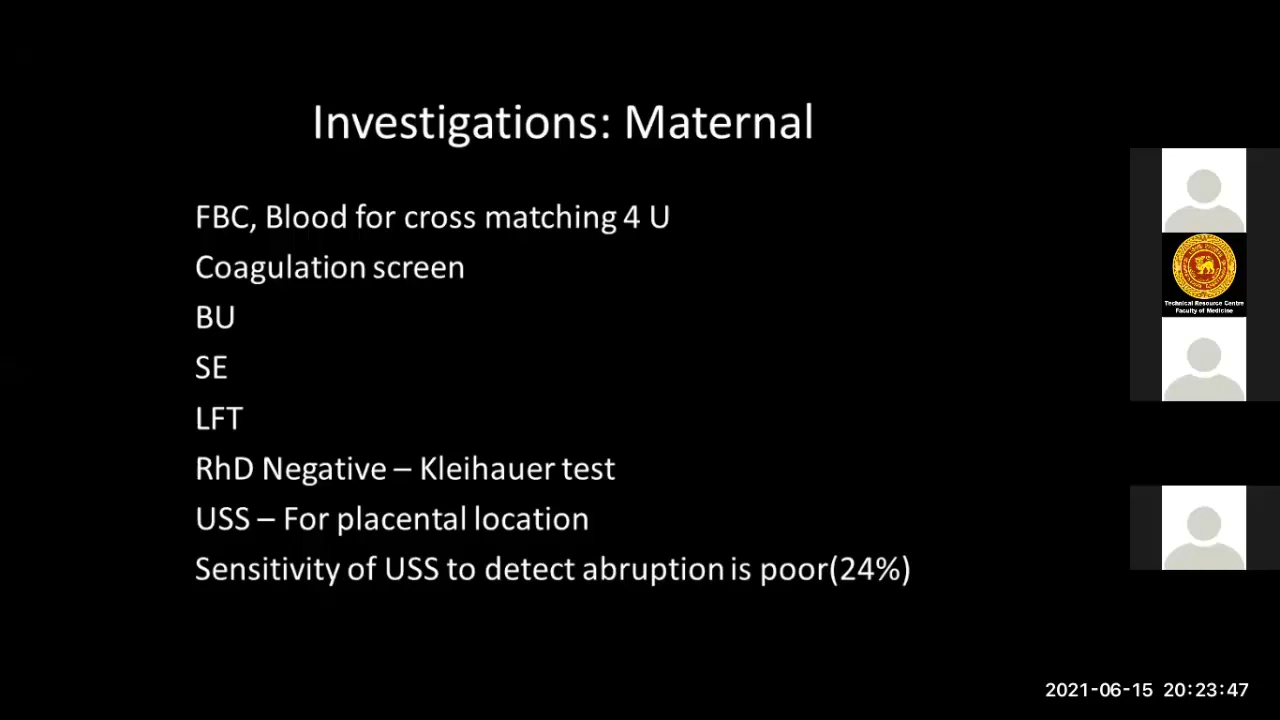 Investigations: Maternal
FBC, Blood for cross matching 4 U
Coagulation screen
BU
SE
LFT
RhD Negative – Kleihauer test
USS – For placental location
Sensitivity of USS to detect abruption is poor(24%)
Technical Resource Centre
Faculty of Medicine
2021-06-15 20:23:47